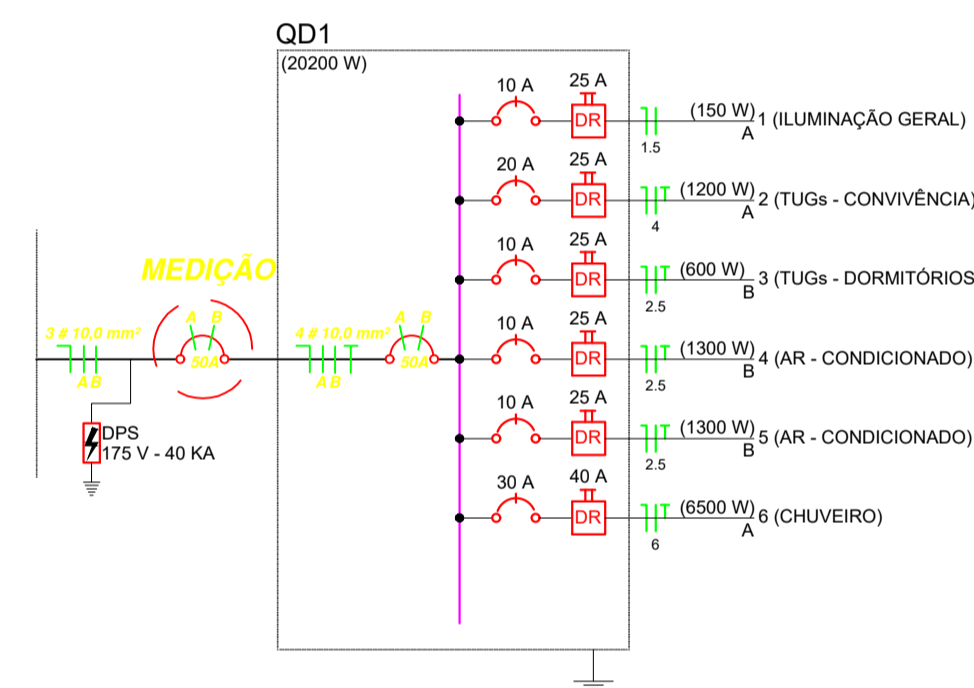 QD1
(20200 W)
MEDIÇÃO
3 # 10,0 mm²
A B
A B
50A
DPS
175 V - 40 KA
4 # 10,0 mm²
A B
A B
50A
10 A
25 A
DR
1.5
(150 W)
A
1 (ILUMINAÇÃO GERAL)
20 A
25 A
DR
4
(1200 W)
A
2 (TUGs - CONVIVÊNCIA)
10 A
25 A
DR
2.5
(600 W)
B
3 (TUGs - DORMITÓRIOS
10 A
25 A
DR
2.5
(1300 W)
B
4 (AR - CONDICIONADO)
10 A
25 A
DR
2.5
(1300 W)
B
5 (AR - CONDICIONADO)
30 A
40 A
DR
6
(6500 W)
A
6 (CHUVEIRO)